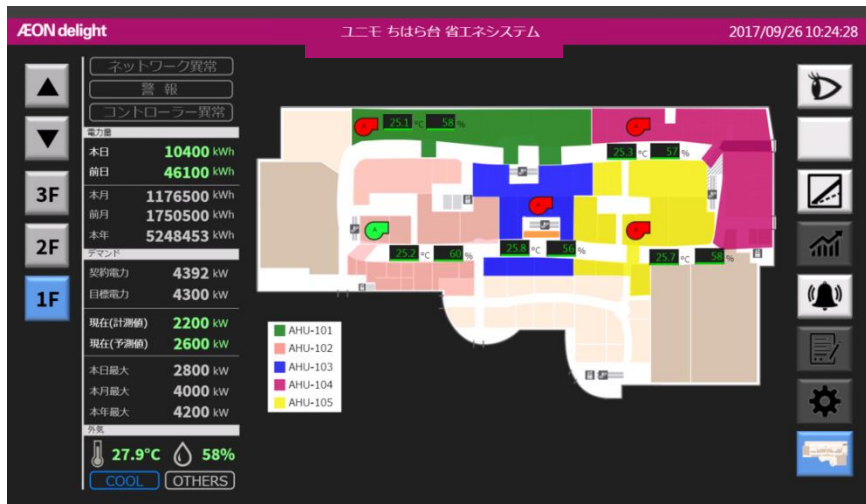 ÆON delight
ユニモ ちはら台 省エネシステム
2017/09/26 10:24:28
ネットワーク異常
警 報
コントローラー異常
電力量
本日 10400 kWh
前日 46100 kWh
本月 1176500 kWh
前月 1750500 kWh
本年 5248453 kWh
デマンド
契約電力 4392 kW
目標電力 4300 kW
現在(計測値) 2200 kW
現在(予測値) 2600 kW
本日最大 2800 kW
本月最大 4000 kW
本年最大 4200 kW
外気
27.9°C 58%
COOL OTHERS
3F
2F
1F
25.1 °C 58 %
25.3 °C 57 %
25.2 °C 60 %
25.8 °C 56 %
25.7 °C 58 %
AHU-101
AHU-102
AHU-103
AHU-104
AHU-105